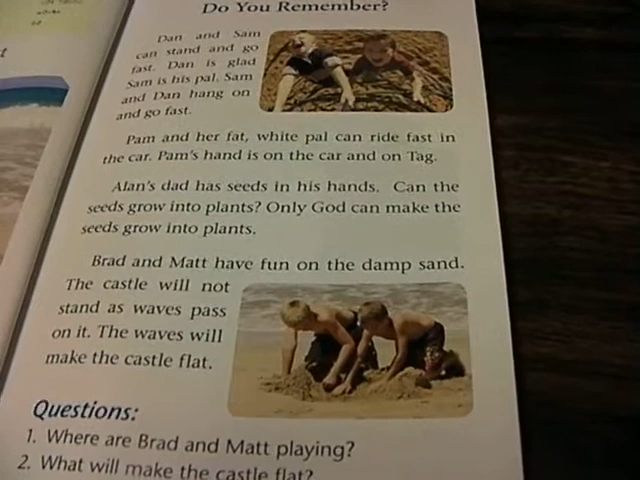 Do You Remember?
Dan and Sam
can stand and go
fast. Dan is glad
Sam is his pal. Sam
and Dan hang on
and go fast.
Pam and her fat, white pal can ride fast in
the car. Pam's hand is on the car and on Tag.
Alan's dad has seeds in his hands. Can the
seeds grow into plants? Only God can make the
seeds grow into plants.
Brad and Matt have fun on the damp sand.
The castle will not
stand as waves pass
on it. The waves will
make the castle flat.
Questions:
1. Where are Brad and Matt playing?
2. What will make the castle flat?